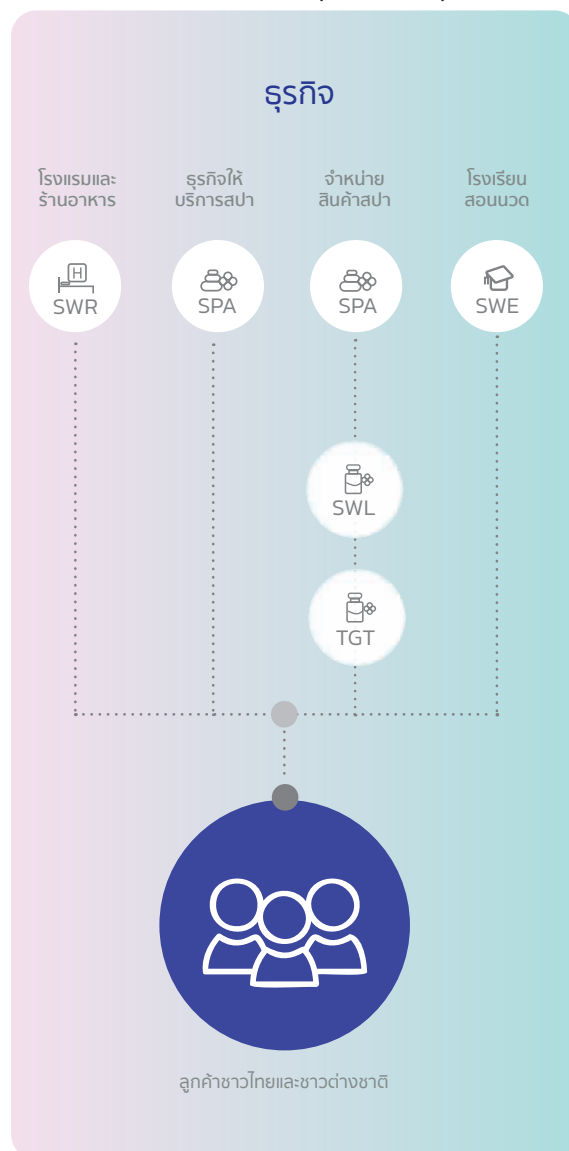 ธุรกิจ
โรงแรมและ
ร้านอาหาร
ธุรกิจให้
บริการสปา
จำหน่าย
สินค้าสปา
โรงเรียน
สอนนวด
H
SWR
SPA
SPA
SWE
SWL
TGT
ลูกค้าชาวไทยและชาวต่างชาติ